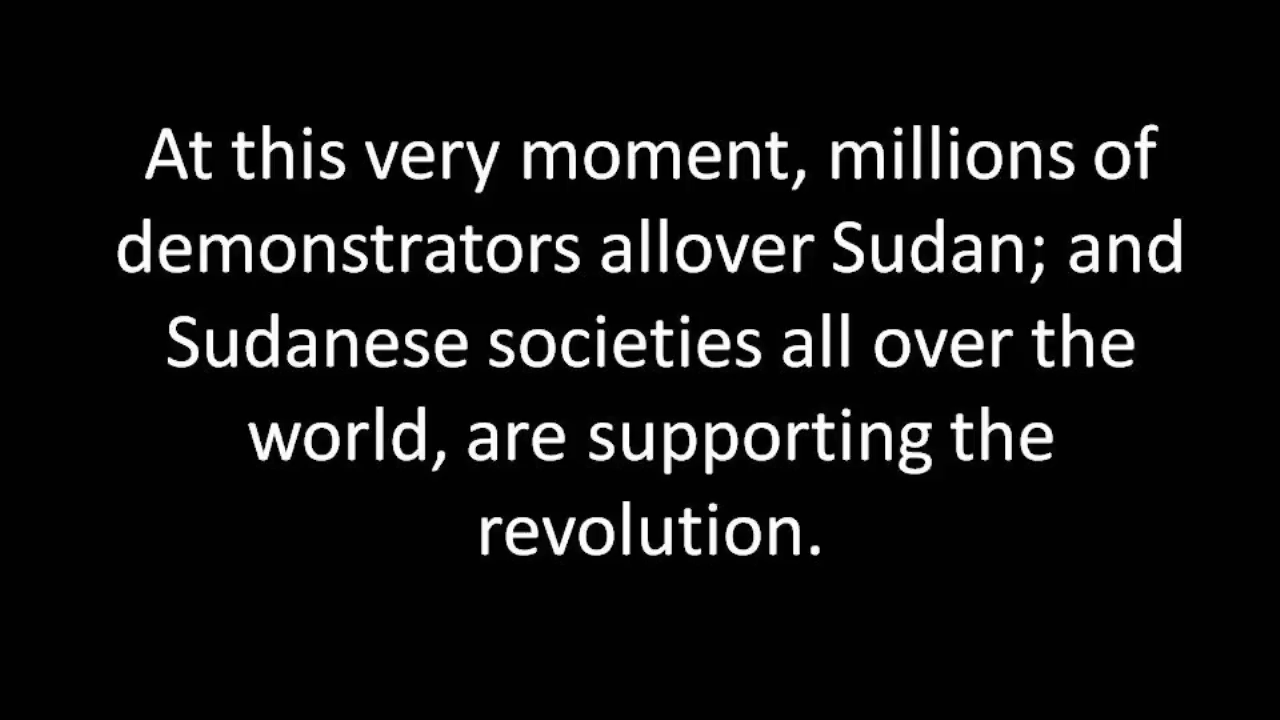 At this very moment, millions of
demonstrators allover Sudan; and
Sudanese societies all over the
world, are supporting the
revolution.